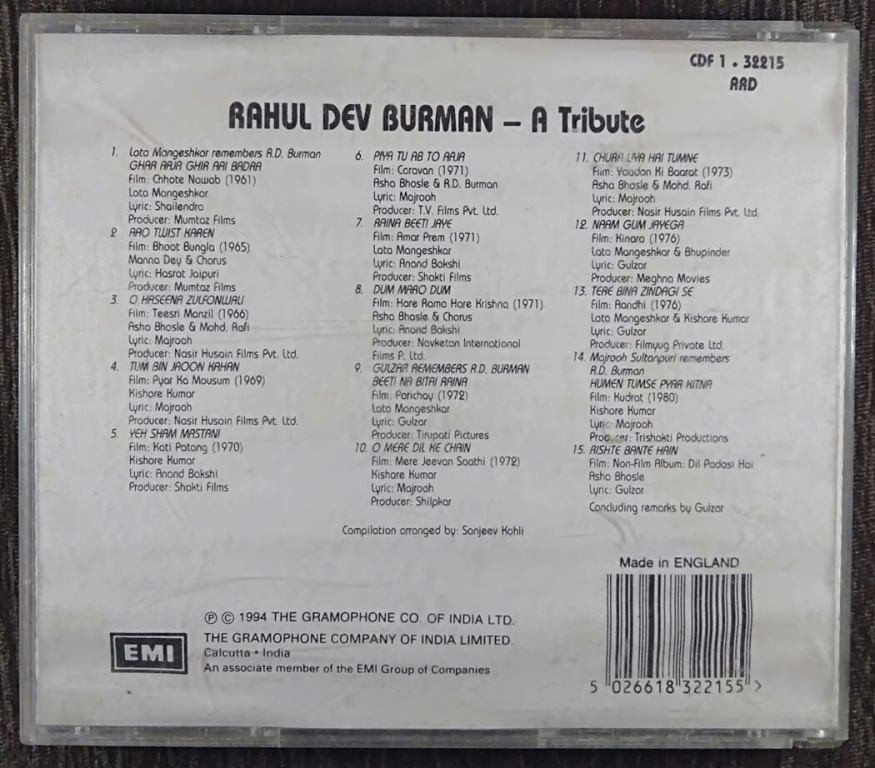 CDF 1 . 32215
AAD
RAHUL DEV BURMAN – A Tribute
1. Lata Mangeshkar remembers R.D. Burman
GHAR AAJA GHIR AAI BADAA
Film: Chhote Nawab (1961)
Lata Mangeshkar
Lyric: Shailendra
Producer: Mumtaz Films
2. AAO TWIST KAREN
Film: Bhoot Bungla (1965)
Manna Dey & Chorus
Lyric: Hasrat Jaipuri
Producer: Mumtaz Films
3. O HASEENA ZULFONWALI
Film: Teesri Manzil (1966)
Asha Bhosle & Mohd. Rafi
Lyric: Majrooh
Producer: Nasir Husain Films Pvt. Ltd.
4. TUM BIN JAOON KAHAN
Film: Pyar Ka Mousum (1969)
Kishore Kumar
Lyric: Majrooh
Producer: Nasir Husain Films Pvt. Ltd.
5. YEH SHAM MASTANI
Film: Kati Patang (1970)
Kishore Kumar
Lyric: Anand Bakshi
Producer: Shakti Films
6. PIYA TU AB TO AAJA
Film: Caravan (1971)
Asha Bhosle & R.D. Burman
Lyric: Majrooh
Producer: T.V. Films Pvt. Ltd.
7. RAINA BEETI JAYE
Film: Amar Prem (1971)
Lata Mangeshkar
Lyric: Anand Bakshi
Producer: Shakti Films
8. DUM MARO DUM
Film: Hare Rama Hare Krishna (1971)
Asha Bhosle & Chorus
Lyric: Anand Bakshi
Producer: Navketan International
Films P. Ltd.
9. GULZAR REMEMBERS R.D. BURMAN
BEETI NA BITAI RAINA
Film: Parichay (1972)
Lata Mangeshkar
Lyric: Gulzar
Producer: Tirupati Pictures
10. O MERE DIL KE CHAIN
Film: Mere Jeevan Saathi (1972)
Kishore Kumar
Lyric: Majrooh
Producer: Shilpkar
11. CHURA LIYA HAI TUMNE
Film: Yaadon Ki Baarat (1973)
Asha Bhosle & Mohd. Rafi
Lyric: Majrooh
Producer: Nasir Husain Films Pvt. Ltd.
12. NAAM GUM JAYEGA
Film: Kinara (1976)
Lata Mangeshkar & Bhupinder
Lyric: Gulzar
Producer: Meghna Movies
13. TERE BINA ZINDAGI SE
Film: Aandhi (1976)
Lata Mangeshkar & Kishore Kumar
Lyric: Gulzar
Producer: Filmyug Private Ltd.
14. Majrooh Sultanpuri remembers
R.D. Burman
HUMEN TUMSE PYAR KITNA
Film: Kudrat (1980)
Kishore Kumar
Lyric: Majrooh
Producer: Trishakti Productions
15. RISHTE BANTE HAIN
Film: Non-Film Album: Dil Padosi Hai
Asha Bhosle
Lyric: Gulzar
Concluding remarks by Gulzar
Compilation arranged by: Sanjeev Kohli
Made in ENGLAND
℗ © 1994 THE GRAMOPHONE CO. OF INDIA LTD.
THE GRAMOPHONE COMPANY OF INDIA LIMITED.
Calcutta • India
An associate member of the EMI Group of Companies
EMI
5 026618 322155 >